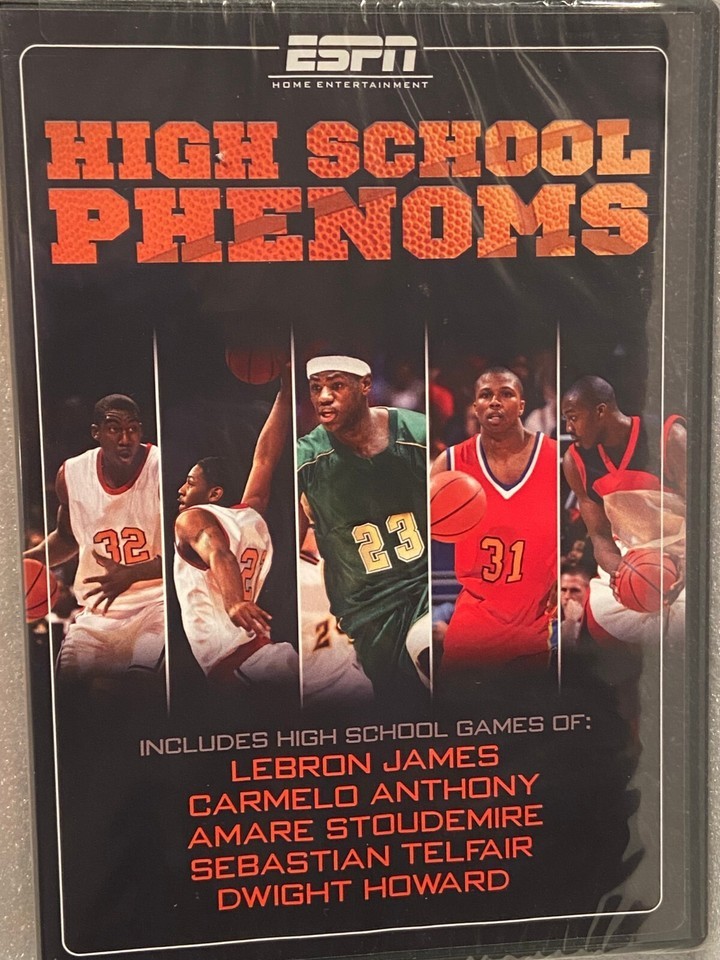 ESPN
HOME ENTERTAINMENT
HIGH SCHOOL
PHENOMS
32
23
31
INCLUDES HIGH SCHOOL GAMES OF:
LEBRON JAMES
CARMELO ANTHONY
AMARE STOUDEMIRE
SEBASTIAN TELFAIR
DWIGHT HOWARD